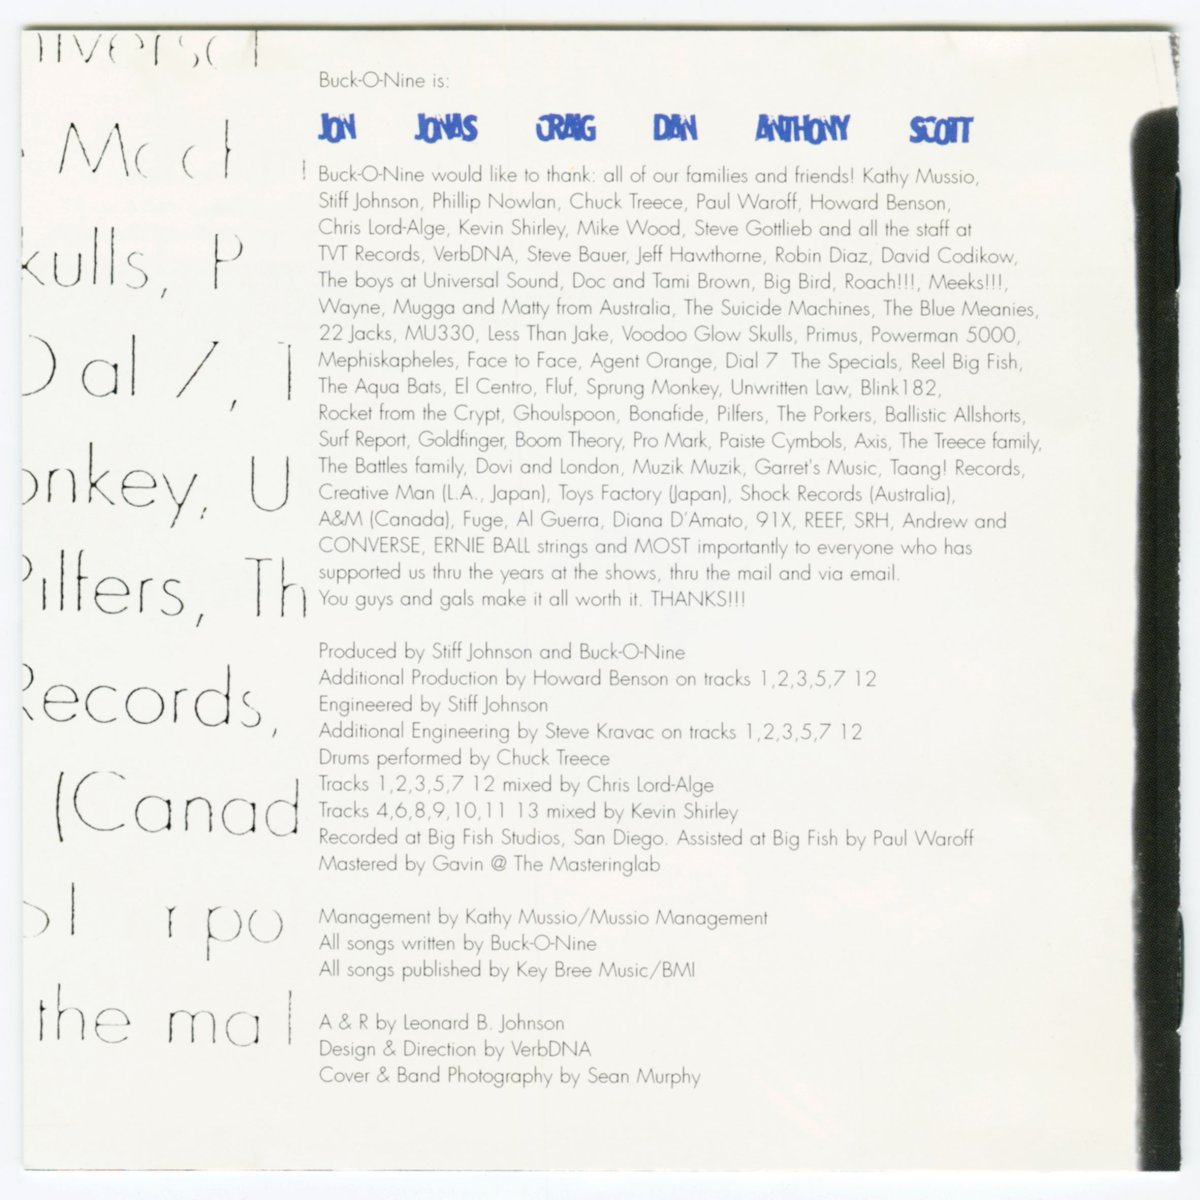 niversal
Mach
kulls, P
Dial 7, T
onkey, U
Pilfers, Th
Records,
(Canad
st po
the mail
Buck-O-Nine is:
JON JONAS CRAIG DAN ANTHONY SCOTT
Buck-O-Nine would like to thank: all of our families and friends! Kathy Mussio,
Stiff Johnson, Phillip Nowlan, Chuck Treece, Paul Waroff, Howard Benson,
Chris Lord-Alge, Kevin Shirley, Mike Wood, Steve Gottlieb and all the staff at
TVT Records, VerbDNA, Steve Bauer, Jeff Hawthorne, Robin Diaz, David Codikow,
The boys at Universal Sound, Doc and Tami Brown, Big Bird, Roach!!!, Meeks!!!,
Wayne, Mugga and Matty from Australia, The Suicide Machines, The Blue Meanies,
22 Jacks, MU330, Less Than Jake, Voodoo Glow Skulls, Primus, Powerman 5000,
Mephiskapheles, Face to Face, Agent Orange, Dial 7 The Specials, Reel Big Fish,
The Aqua Bats, El Centro, Fluf, Sprung Monkey, Unwritten Law, Blink182,
Rocket from the Crypt, Ghoulspoon, Bonafide, Pilfers, The Porkers, Ballistic Allshorts,
Surf Report, Goldfinger, Boom Theory, Pro Mark, Paiste Cymbols, Axis, The Treece family,
The Battles family, Dovi and London, Muzik Muzik, Garret's Music, Taang! Records,
Creative Man (L.A., Japan), Toys Factory (Japan), Shock Records (Australia),
A&M (Canada), Fuge, Al Guerra, Diana D'Amato, 91X, REEF, SRH, Andrew and
CONVERSE, ERNIE BALL strings and MOST importantly to everyone who has
supported us thru the years at the shows, thru the mail and via email.
You guys and gals make it all worth it. THANKS!!!
Produced by Stiff Johnson and Buck-O-Nine
Additional Production by Howard Benson on tracks 1,2,3,5,7 12
Engineered by Stiff Johnson
Additional Engineering by Steve Kravac on tracks 1,2,3,5,7 12
Drums performed by Chuck Treece
Tracks 1,2,3,5,7 12 mixed by Chris Lord-Alge
Tracks 4,6,8,9,10,11 13 mixed by Kevin Shirley
Recorded at Big Fish Studios, San Diego. Assisted at Big Fish by Paul Waroff
Mastered by Gavin @ The Masteringlab
Management by Kathy Mussio/Mussio Management
All songs written by Buck-O-Nine
All songs published by Key Bree Music/BMI
A & R by Leonard B. Johnson
Design & Direction by VerbDNA
Cover & Band Photography by Sean Murphy